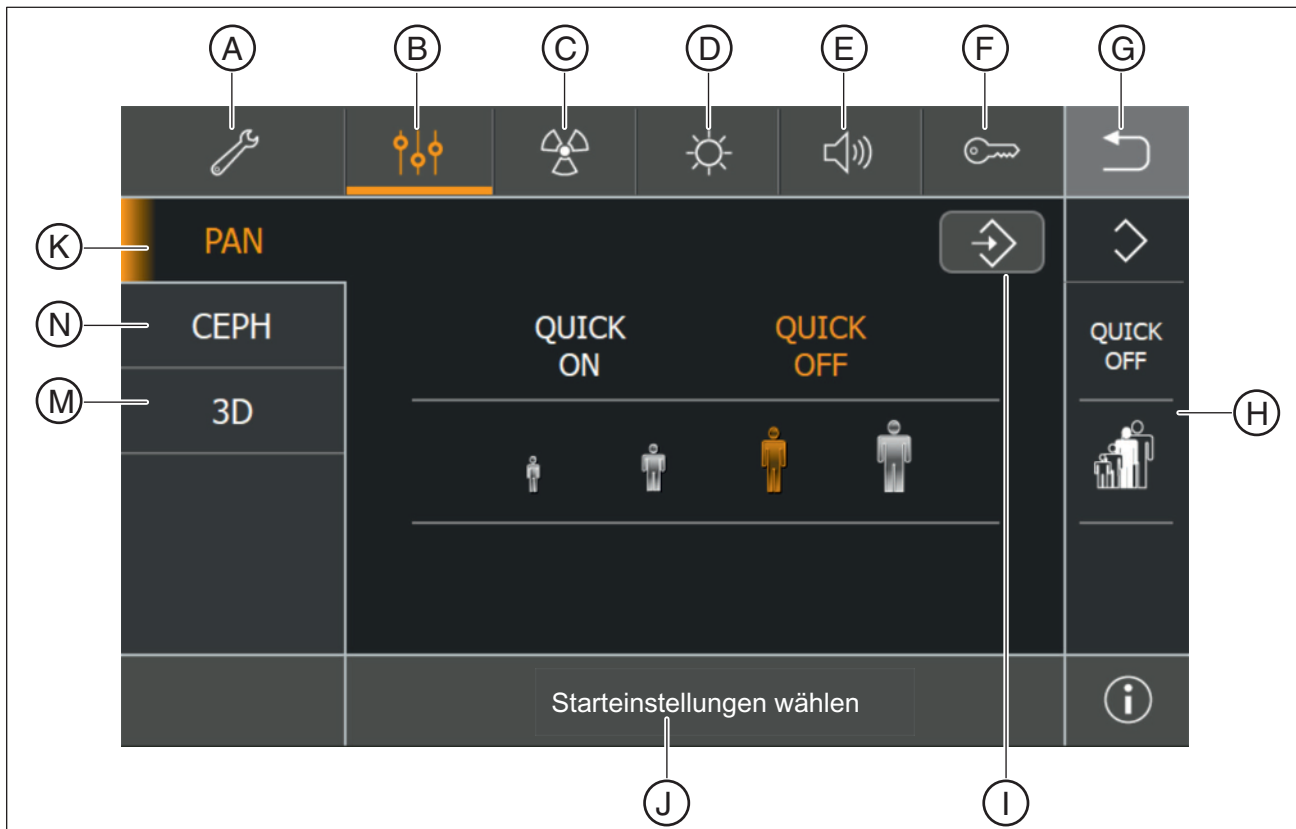 A B C D E F G
K PAN
N CEPH
M 3D
QUICK
ON
QUICK
OFF
QUICK
OFF
H
Starteinstellungen wählen
i
J I